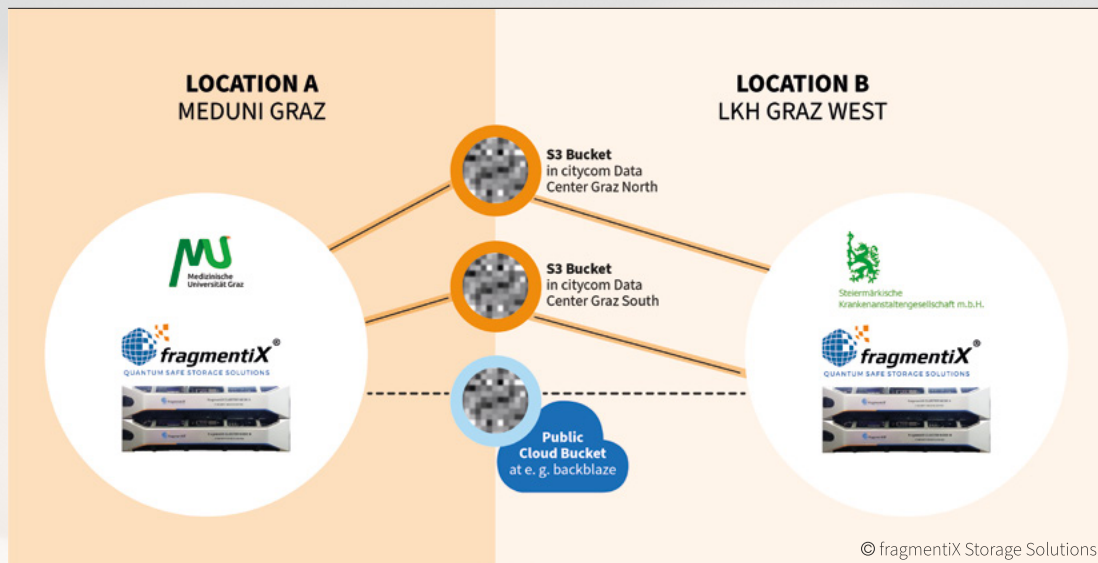 LOCATION A
MEDUNI GRAZ
LOCATION B
LKH GRAZ WEST
S3 Bucket
in citycom Data
Center Graz North
MU
Medizinische
Universität Graz
fragmentiX®
QUANTUM SAFE STORAGE SOLUTIONS
S3 Bucket
in citycom Data
Center Graz South
Steiermärkische
Krankenanstaltengesellschaft m.b.H.
fragmentiX®
QUANTUM SAFE STORAGE SOLUTIONS
Public
Cloud Bucket
at e. g. backblaze
© fragmentiX Storage Solutions